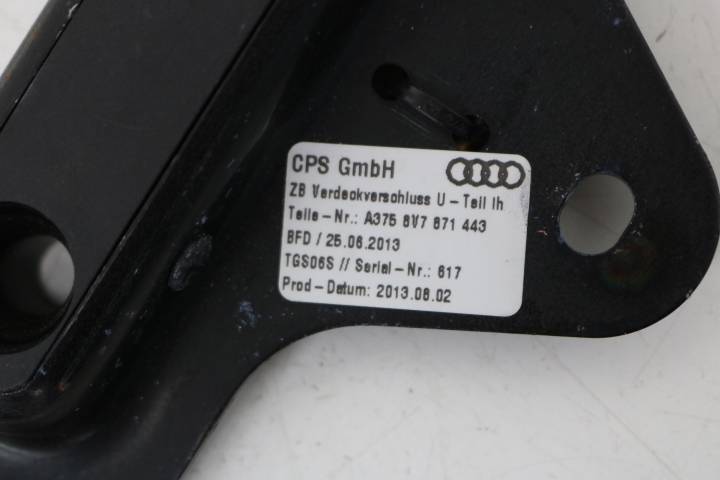 CPS GmbH
ZB Verdeckverschluss U - Teil lh
Teile - Nr.: A375 8V7 871 443
BFD / 25.06.2013
TGS06S // Serial - Nr.: 617
Prod - Datum: 2013.08.02